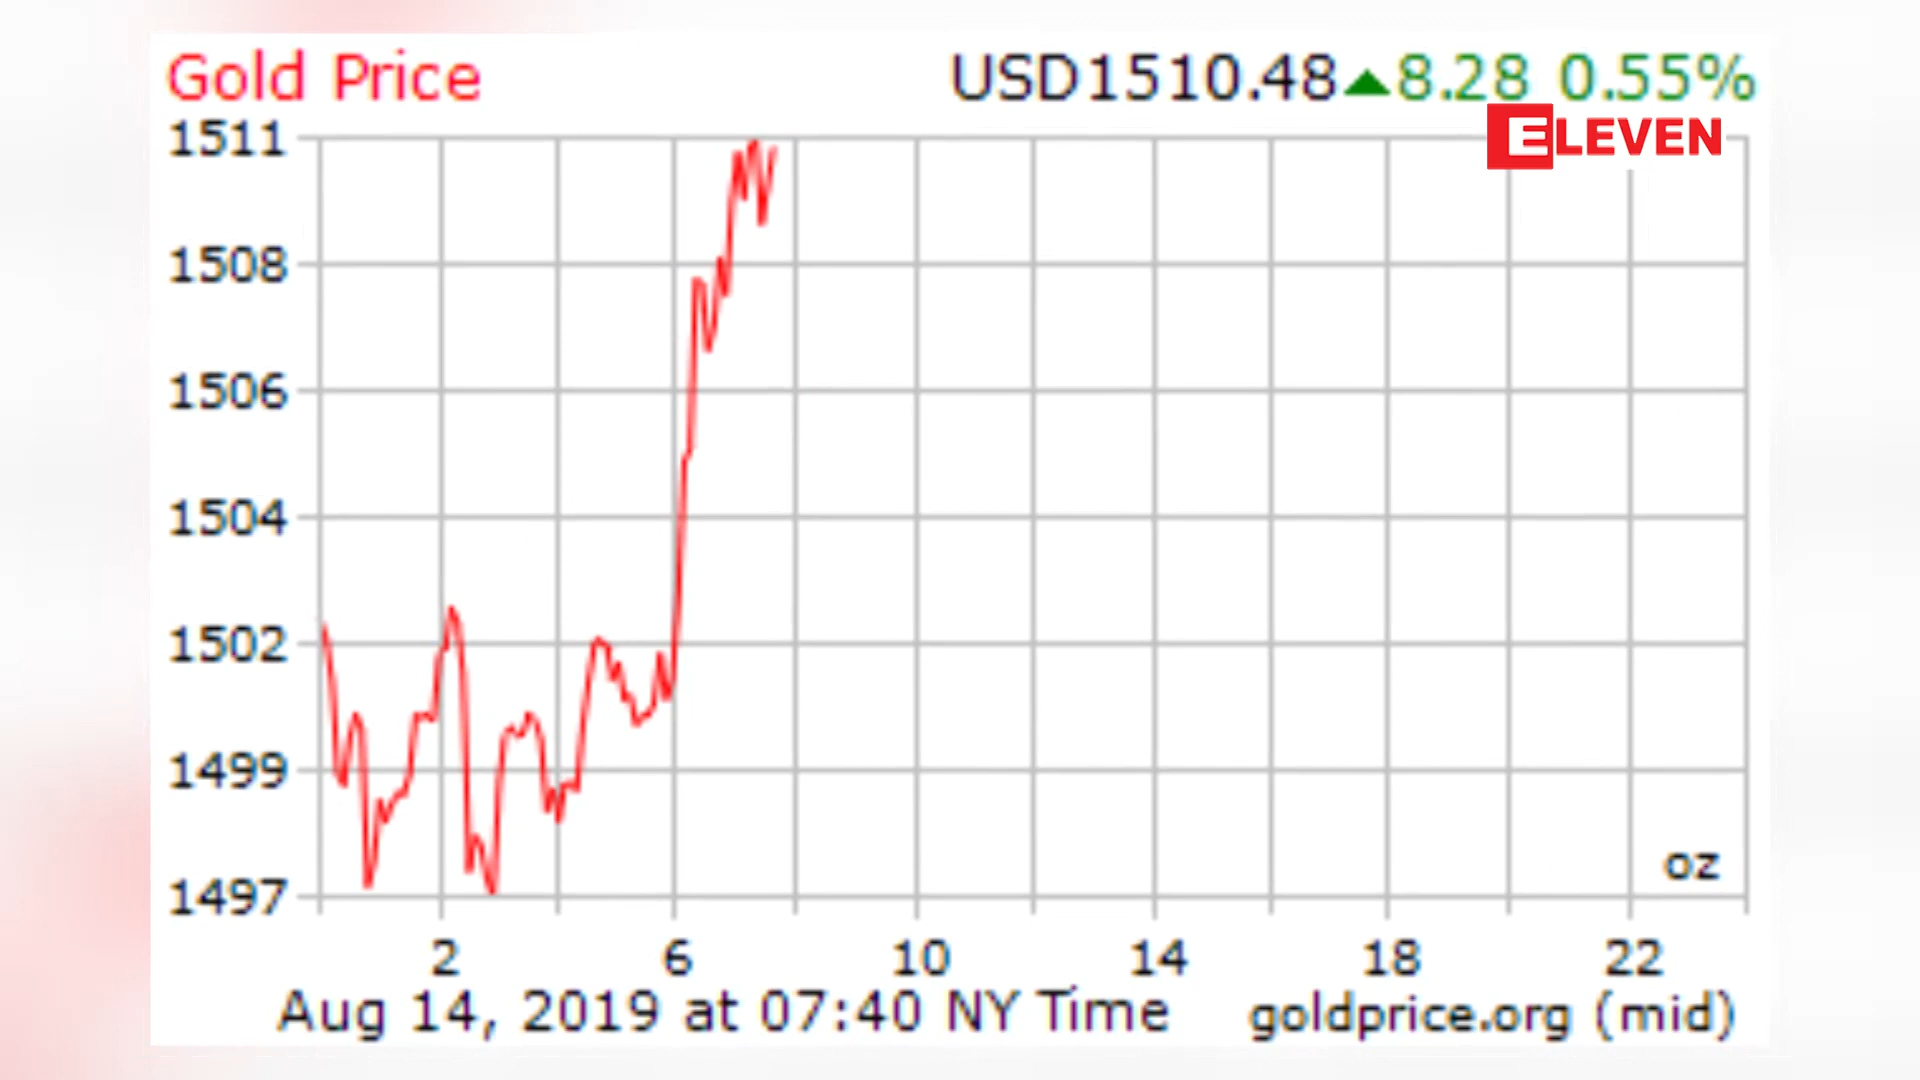 Gold Price
USD1510.48▲8.28 0.55%
ELEVEN
1511
1508
1506
1504
1502
1499
1497
oz
2 6 10 14 18 22
Aug 14, 2019 at 07:40 NY Time
goldprice.org (mid)